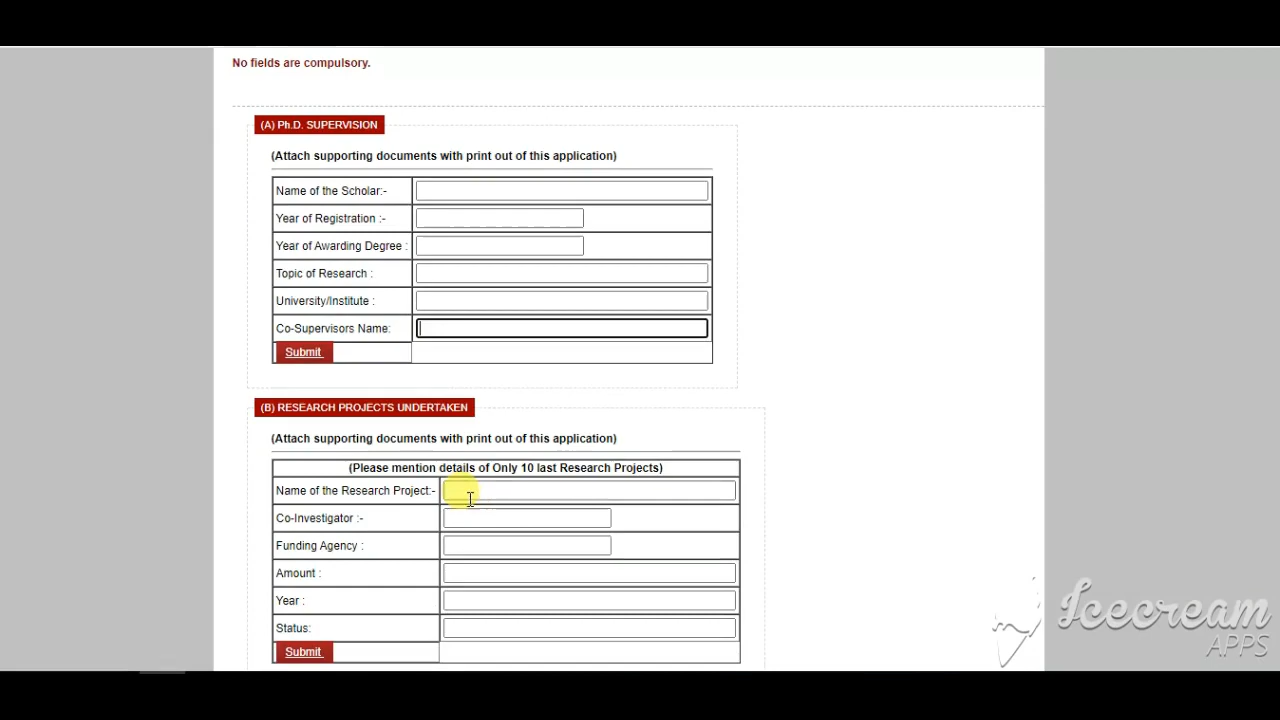 No fields are compulsory.
(A) Ph.D. SUPERVISION
(Attach supporting documents with print out of this application)
Name of the Scholar:-
Year of Registration :-
Year of Awarding Degree :
Topic of Research :
University/Institute :
Co-Supervisors Name:
Submit
(B) RESEARCH PROJECTS UNDERTAKEN
(Attach supporting documents with print out of this application)
(Please mention details of Only 10 last Research Projects)
Name of the Research Project:-
Co-Investigator :-
Funding Agency :
Amount :
Year :
Status:
Submit
Icecream
APPS